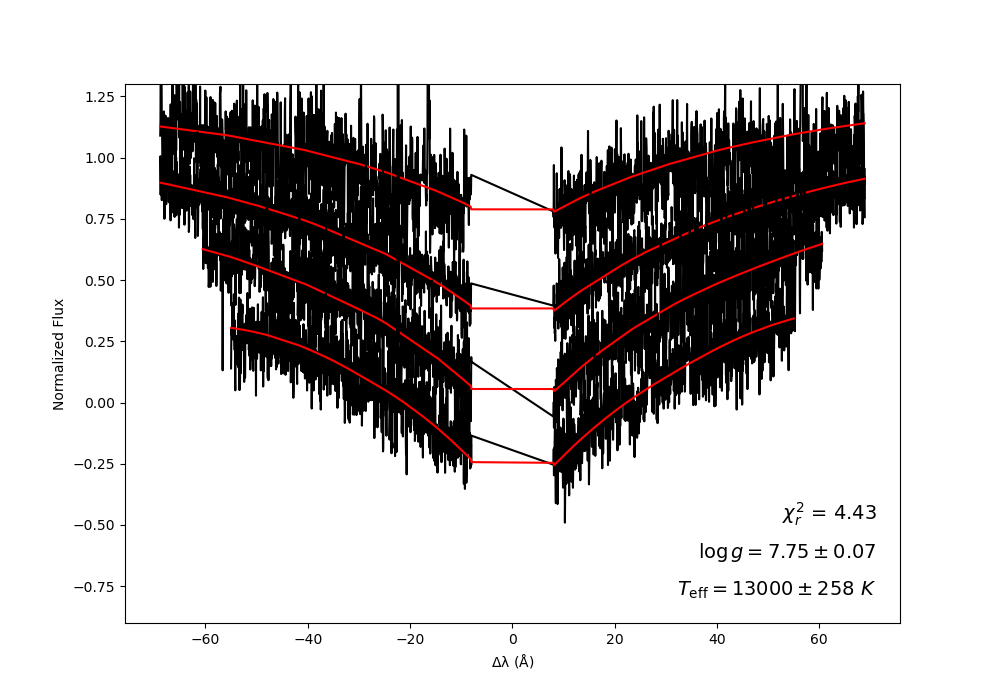 1.25
1.00
0.75
0.50
0.25
0.00
−0.25
−0.50
−0.75
Normalized Flux
χ²ᵣ = 4.43
log g = 7.75 ± 0.07
T_eff = 13000 ± 258 K
−60 −40 −20 0 20 40 60
Δλ (Å)